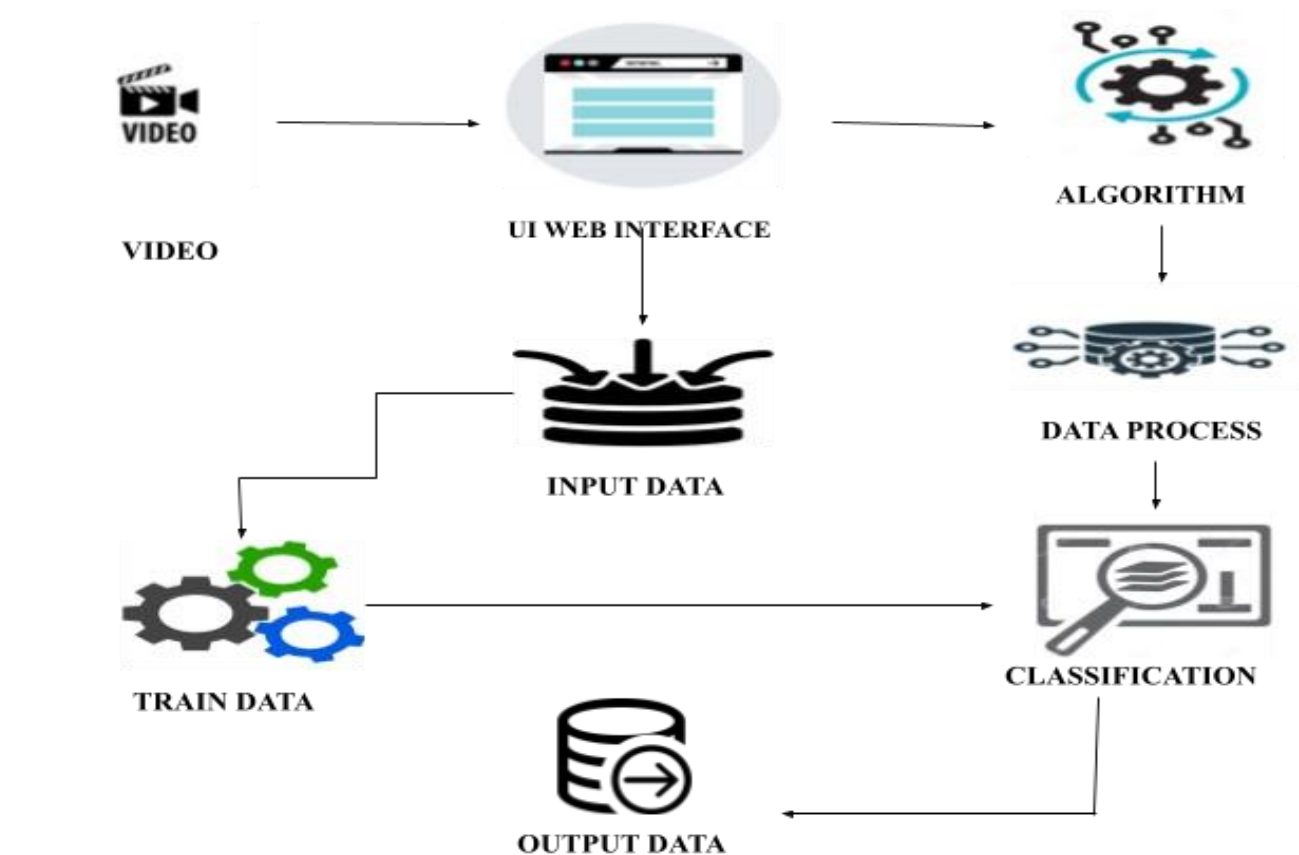 VIDEO
VIDEO
UI WEB INTERFACE
ALGORITHM
INPUT DATA
DATA PROCESS
TRAIN DATA
CLASSIFICATION
OUTPUT DATA